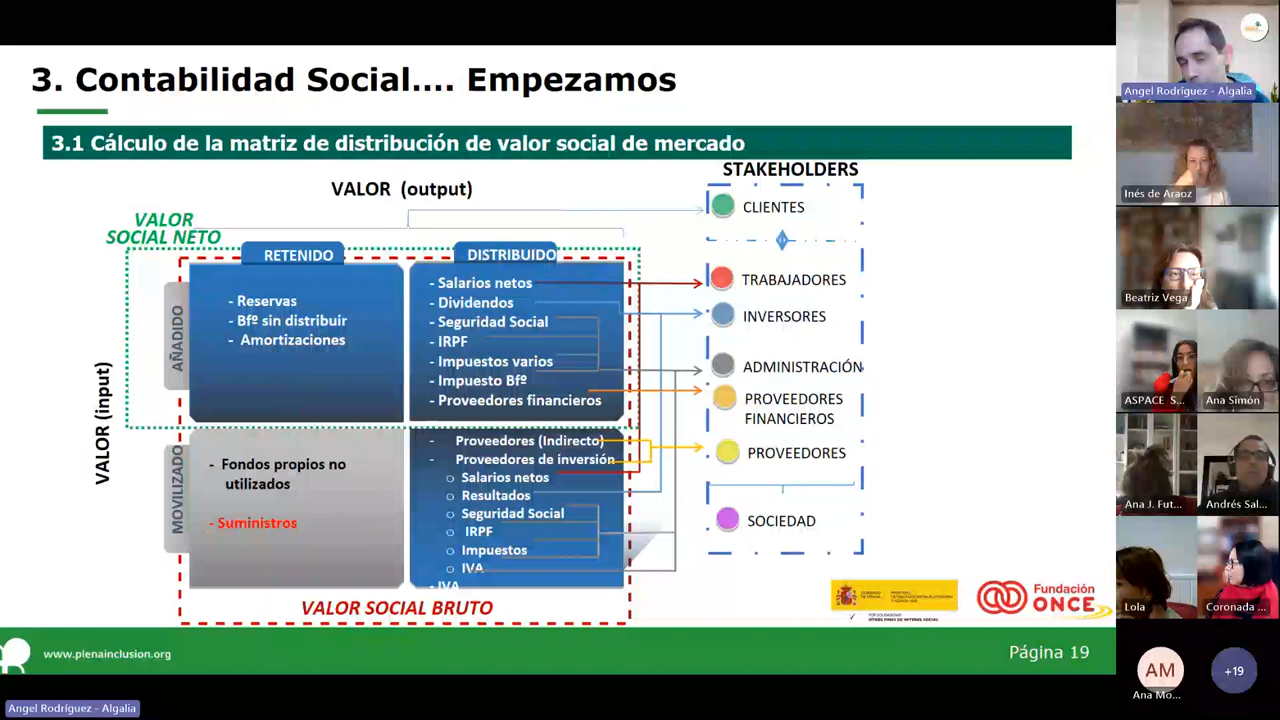 3. Contabilidad Social.... Empezamos
3.1 Cálculo de la matriz de distribución de valor social de mercado
VALOR (output)
STAKEHOLDERS
VALOR
SOCIAL NETO
RETENIDO
DISTRIBUIDO
VALOR (input)
AÑADIDO
- Reservas
- Bfº sin distribuir
- Amortizaciones
- Salarios netos
- Dividendos
- Seguridad Social
- IRPF
- Impuestos varios
- Impuesto Bfº
- Proveedores financieros
MOVILIZADO
- Fondos propios no
utilizados
- Suministros
- Proveedores (Indirecto)
- Proveedores de inversión
o Salarios netos
o Resultados
o Seguridad Social
o IRPF
o Impuestos
o IVA
- IVA
VALOR SOCIAL BRUTO
CLIENTES
TRABAJADORES
INVERSORES
ADMINISTRACIÓN
PROVEEDORES
FINANCIEROS
PROVEEDORES
SOCIEDAD
Fundación
ONCE
www.plenainclusion.org
Página 19
Angel Rodríguez - Algalia
Angel Rodríguez - Algalia
Inés de Araoz
Beatriz Vega
ASPACE S...
Ana Simón
Ana J. Fut...
Andrés Sal...
Lola
Coronada ...
AM
Ana Mo...
+19